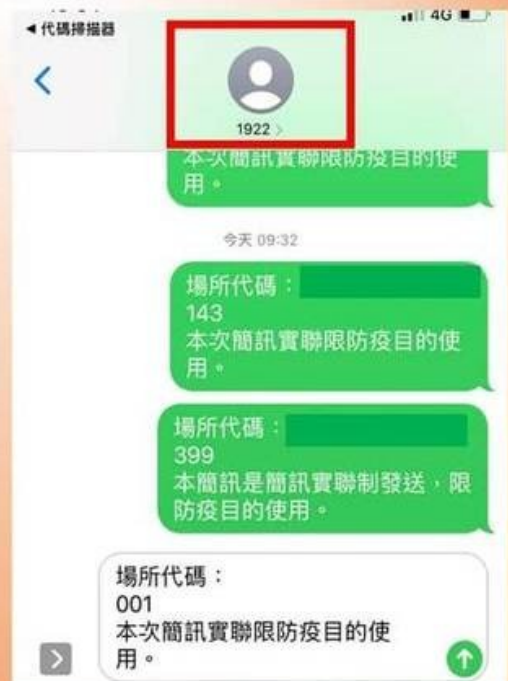 ◀代碼掃描器
4G
1922 >
本次簡訊實聯限防疫目的使
用。
今天 09:32
場所代碼：
143
本次簡訊實聯限防疫目的使
用。
場所代碼：
399
本簡訊是簡訊實聯制發送，限
防疫目的使用。
場所代碼：
001
本次簡訊實聯限防疫目的使
用。